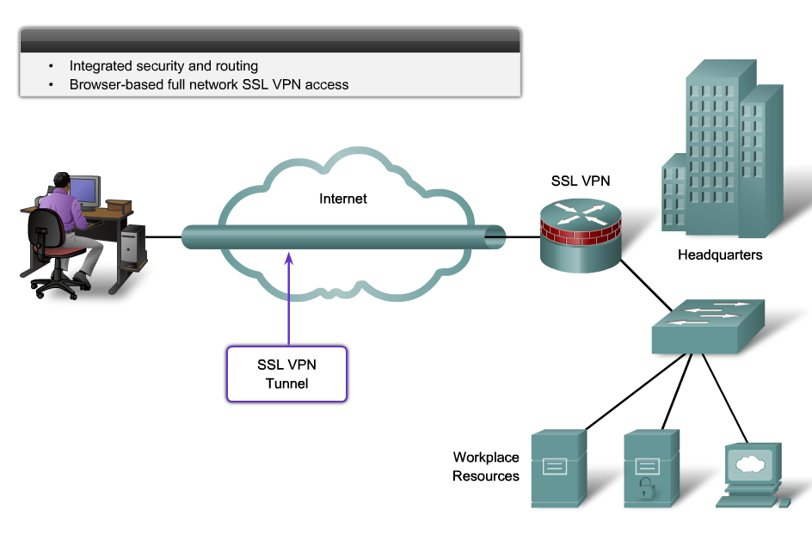 • Integrated security and routing
• Browser-based full network SSL VPN access
Internet
SSL VPN
Headquarters
SSL VPN
Tunnel
Workplace
Resources